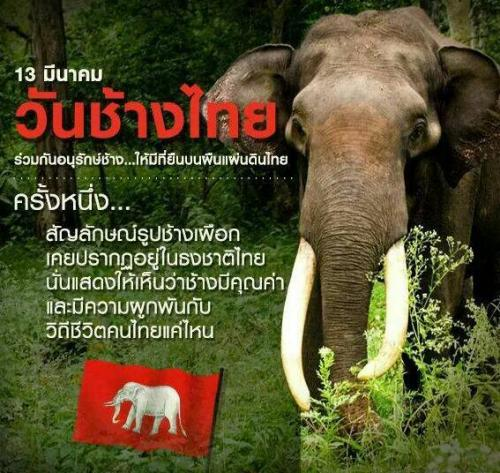 13 มีนาคม
วันช้างไทย
ร่วมกันอนุรักษ์ช้าง...ให้มีที่ยืนบนผืนแผ่นดินไทย
ครั้งหนึ่ง...
สัญลักษณ์รูปช้างเผือก
เคยปรากฏอยู่ในธงชาติไทย
นั่นแสดงให้เห็นว่าช้างมีคุณค่า
และมีความผูกพันกับ
วิถีชีวิตคนไทยแค่ไหน